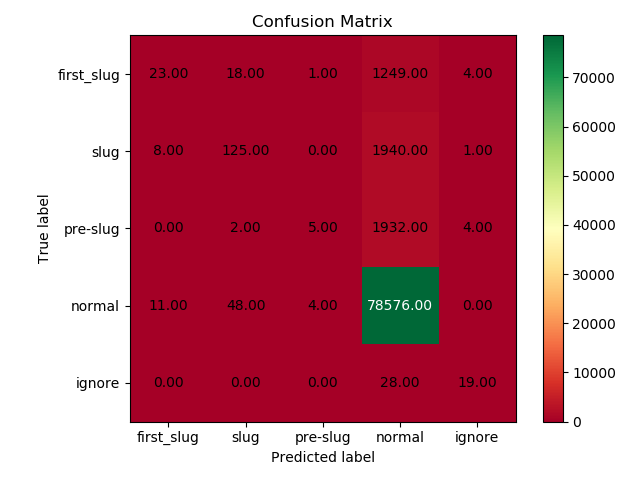 Confusion Matrix
True label
first_slug 23.00 18.00 1.00 1249.00 4.00
slug 8.00 125.00 0.00 1940.00 1.00
pre-slug 0.00 2.00 5.00 1932.00 4.00
normal 11.00 48.00 4.00 78576.00 0.00
ignore 0.00 0.00 0.00 28.00 19.00
first_slug slug pre-slug normal ignore
Predicted label
70000
60000
50000
40000
30000
20000
10000
0